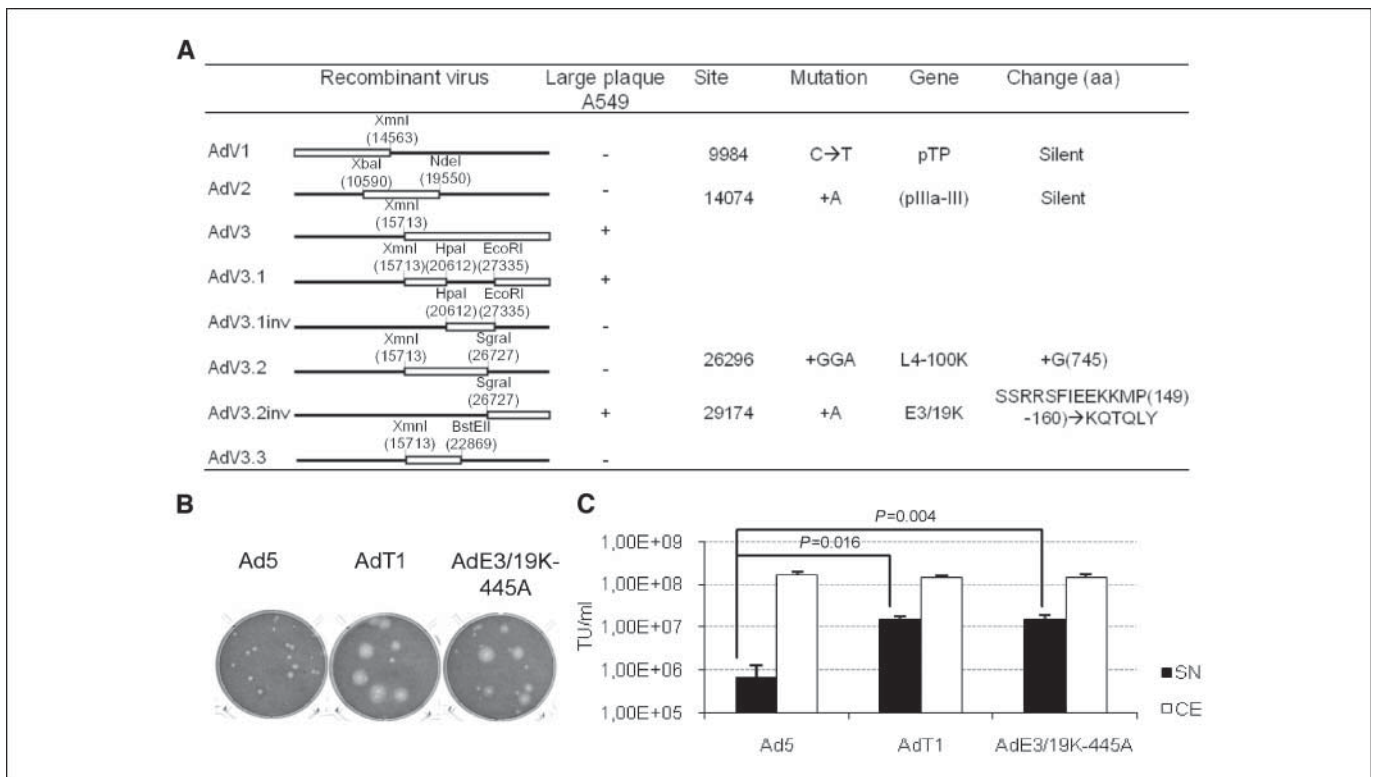 A
Recombinant virus Large plaque A549 Site Mutation Gene Change (aa)
XmnI
(14563)
AdV1 - 9984 C→T pTP Silent
XbaI NdeI
(10590) (19550)
AdV2 - 14074 +A (pIIIa-III) Silent
XmnI
(15713)
AdV3 +
XmnI HpaI EcoRI
(15713) (20612) (27335)
AdV3.1 +
HpaI EcoRI
(20612) (27335)
AdV3.1inv -
XmnI SgraI
(15713) (26727)
AdV3.2 - 26296 +GGA L4-100K +G(745)
SgraI
(26727)
AdV3.2inv + 29174 +A E3/19K SSRRSFIEEKKMP(149)
-160)→KQTQLY
XmnI BstEII
(15713) (22869)
AdV3.3 -
B
Ad5 AdT1 AdE3/19K-
445A
C
P=0.004
P=0.016
1,00E+09
1,00E+08
1,00E+07
1,00E+06
1,00E+05
TU/ml
Ad5 AdT1 AdE3/19K-445A
SN
CE